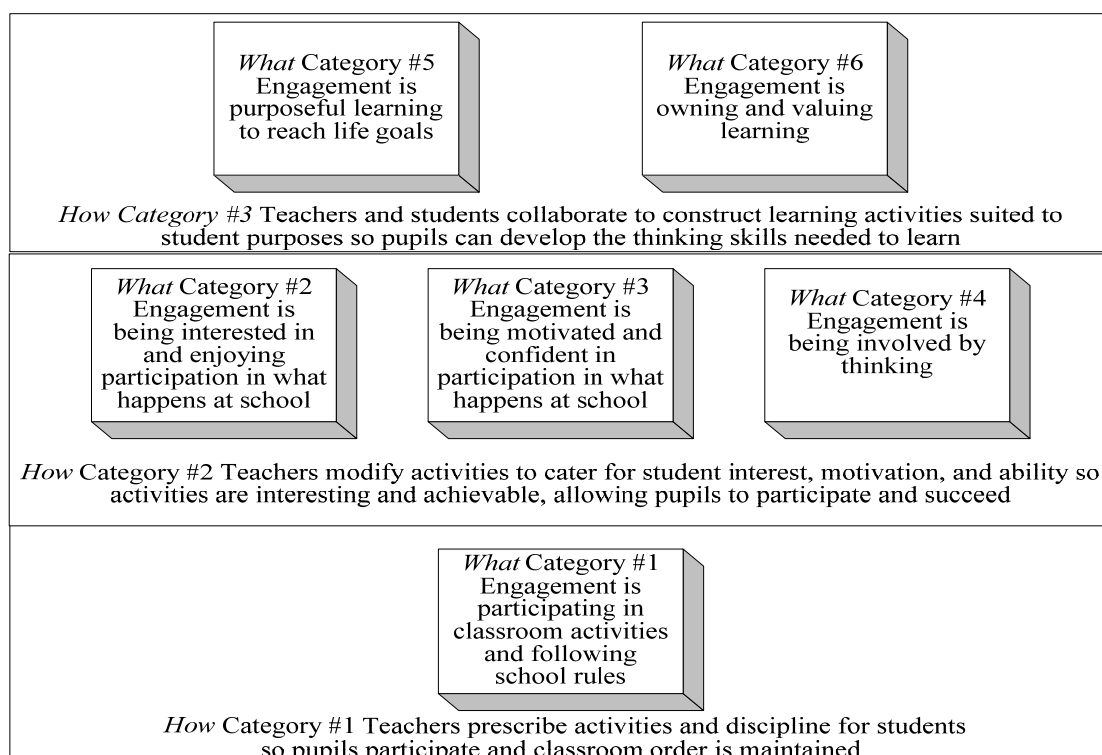 What Category #5
Engagement is
purposeful learning
to reach life goals
What Category #6
Engagement is
owning and valuing
learning
How Category #3 Teachers and students collaborate to construct learning activities suited to
student purposes so pupils can develop the thinking skills needed to learn
What Category #2
Engagement is
being interested in
and enjoying
participation in what
happens at school
What Category #3
Engagement is
being motivated and
confident in
participation in what
happens at school
What Category #4
Engagement is
being involved by
thinking
How Category #2 Teachers modify activities to cater for student interest, motivation, and ability so
activities are interesting and achievable, allowing pupils to participate and succeed
What Category #1
Engagement is
participating in
classroom activities
and following
school rules
How Category #1 Teachers prescribe activities and discipline for students
so pupils participate and classroom order is maintained